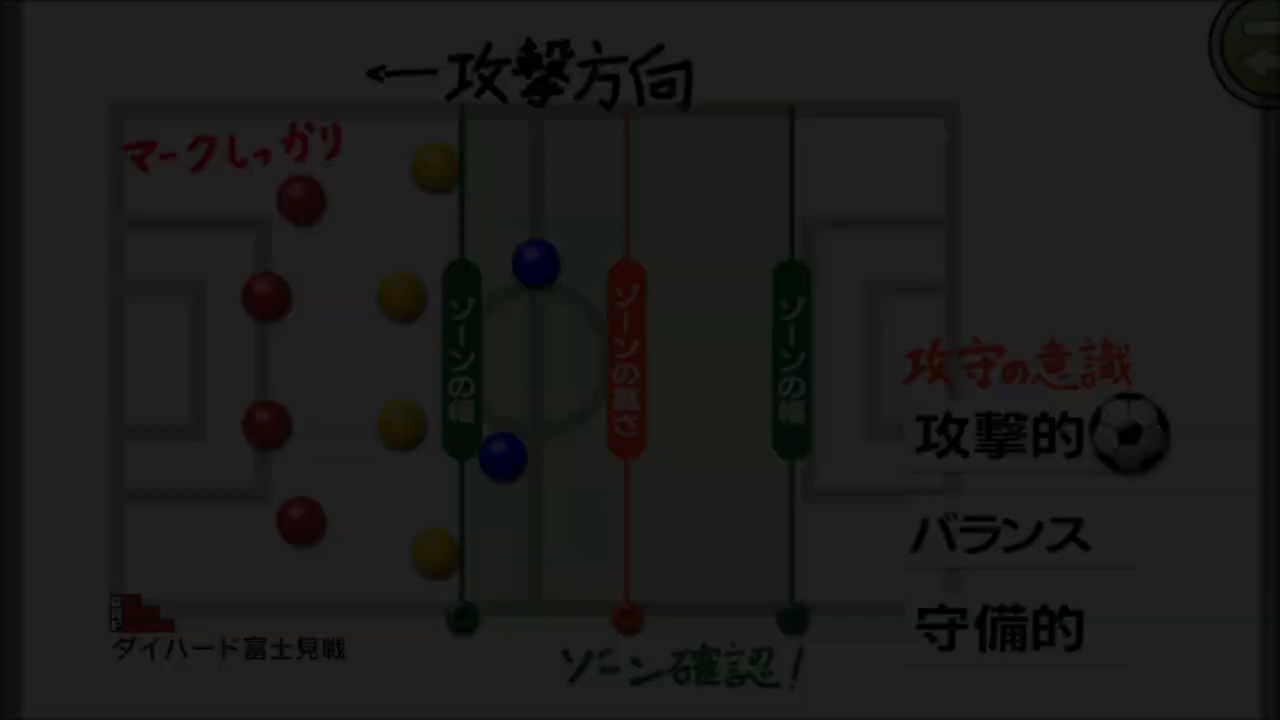 ←攻撃方向
マークしっかり
ゾーンの幅
ゾーンの高さ
ゾーンの幅
攻守の意識
攻撃的
バランス
守備的
ダイハード富士見戦
ゾーン確認!